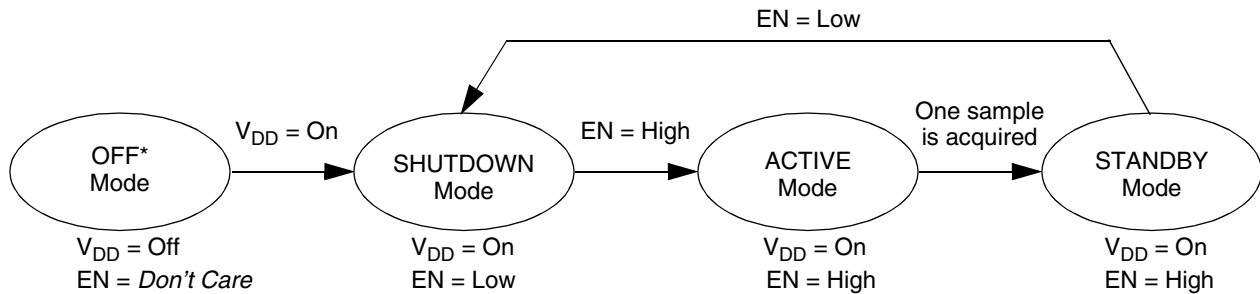 EN = Low
V_DD = On
EN = High
One sample
is acquired
OFF*
Mode
SHUTDOWN
Mode
ACTIVE
Mode
STANDBY
Mode
V_DD = Off
EN = Don't Care
V_DD = On
EN = Low
V_DD = On
EN = High
V_DD = On
EN = High